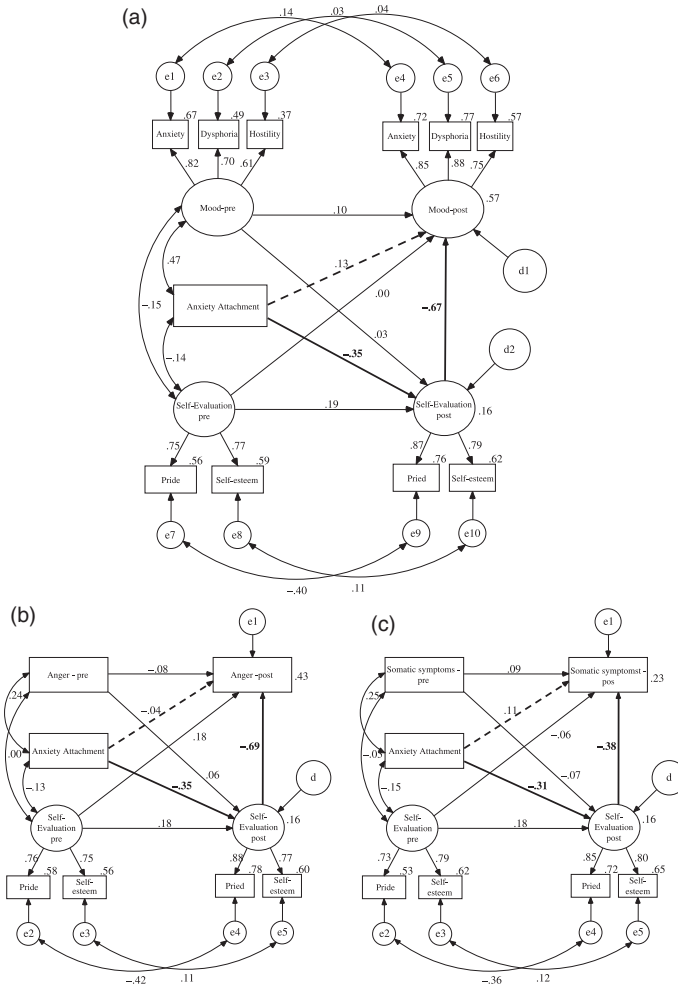 (a)
.14
.03
.04
e1
e2
e3
e4
e5
e6
.67
.49
.37
.72
.77
.57
Anxiety
Dysphoria
Hostility
Anxiety
Dysphoria
Hostility
.82
.70
.61
.85
.88
.75
.57
Mood-pre
.10
Mood-post
.47
.13
d1
.00
-.15
Anxiety Attachment
-.67
.03
-.35
d2
-.14
Self-Evaluation
pre
.19
Self-Evaluation
post
.16
.75
.77
.87
.79
.56
.59
.76
.62
Pride
Self-esteem
Pried
Self-esteem
e7
e8
e9
e10
-.40
.11
(b)
e1
Anger - pre
-.08
Anger -post
.43
.24
-.04
.00
Anxiety Attachment
.18
-.69
-.13
-.35
.06
d
Self-
Evaluation
pre
.18
Self-
Evaluation
post
.16
.76
.75
.88
.77
.58
.56
.78
.60
Pride
Self-
esteem
Pried
Self-
esteem
e2
e3
e4
e5
-.42
.11
(c)
e1
Somatic symptoms -
pre
.09
Somatic symptomst -
pos
.23
.25
.11
-.05
Anxiety Attachment
-.06
-.38
-.15
-.31
-.07
d
Self-
Evaluation
pre
.18
Self-
Evaluation
post
.16
.73
.79
.85
.80
.53
.62
.72
.65
Pride
Self-
esteem
Pried
Self-
esteem
e2
e3
e4
e5
-.36
.12